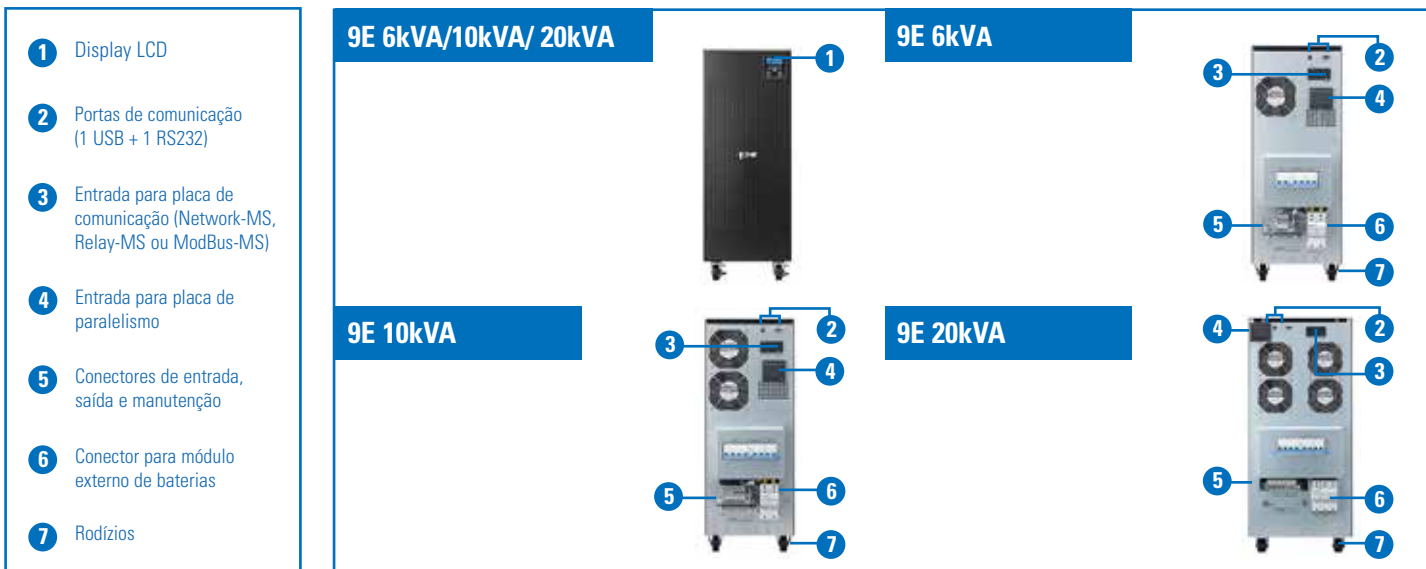 1 Display LCD
2 Portas de comunicação
(1 USB + 1 RS232)
3 Entrada para placa de
comunicação (Network-MS,
Relay-MS ou ModBus-MS)
4 Entrada para placa de
paralelismo
5 Conectores de entrada,
saída e manutenção
6 Conector para módulo
externo de baterias
7 Rodízios
9E 6kVA/10kVA/ 20kVA
1
9E 6kVA
2
3
4
5
6
7
9E 10kVA
2
3
4
5
6
7
9E 20kVA
4
2
3
5
6
7